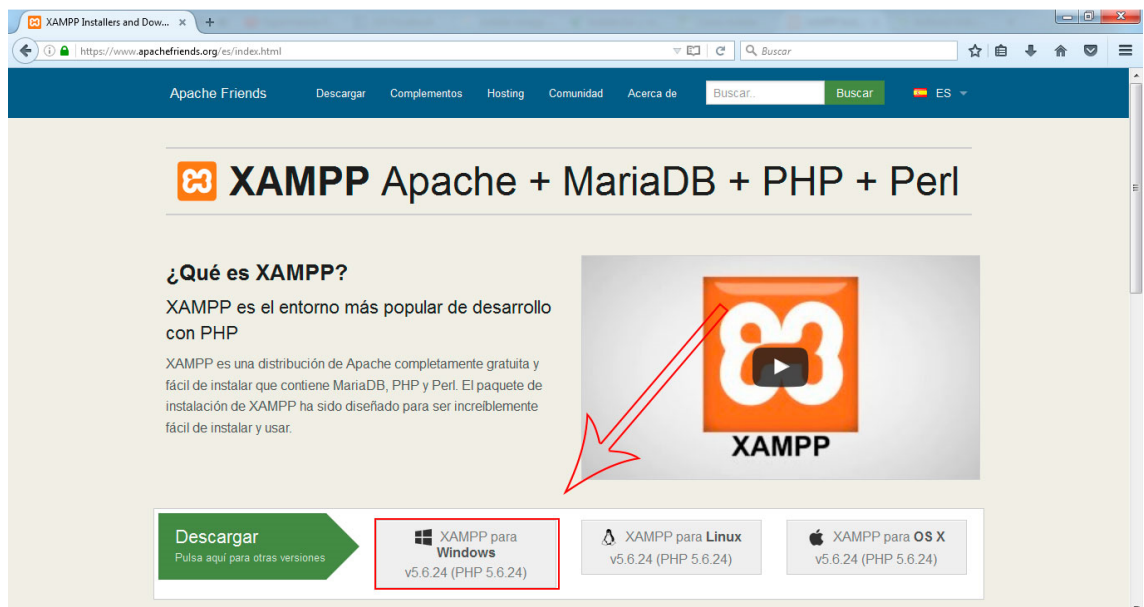 XAMPP Installers and Dow...
https://www.apachefriends.org/es/index.html
Buscar
Apache Friends
Descargar
Complementos
Hosting
Comunidad
Acerca de
Buscar..
Buscar
ES
XAMPP Apache + MariaDB + PHP + Perl
¿Qué es XAMPP?
XAMPP es el entorno más popular de desarrollo
con PHP
XAMPP es una distribución de Apache completamente gratuita y
fácil de instalar que contiene MariaDB, PHP y Perl. El paquete de
instalación de XAMPP ha sido diseñado para ser increíblemente
fácil de instalar y usar.
XAMPP
Descargar
Pulsa aquí para otras versiones
XAMPP para
Windows
v5.6.24 (PHP 5.6.24)
XAMPP para Linux
v5.6.24 (PHP 5.6.24)
XAMPP para OS X
v5.6.24 (PHP 5.6.24)